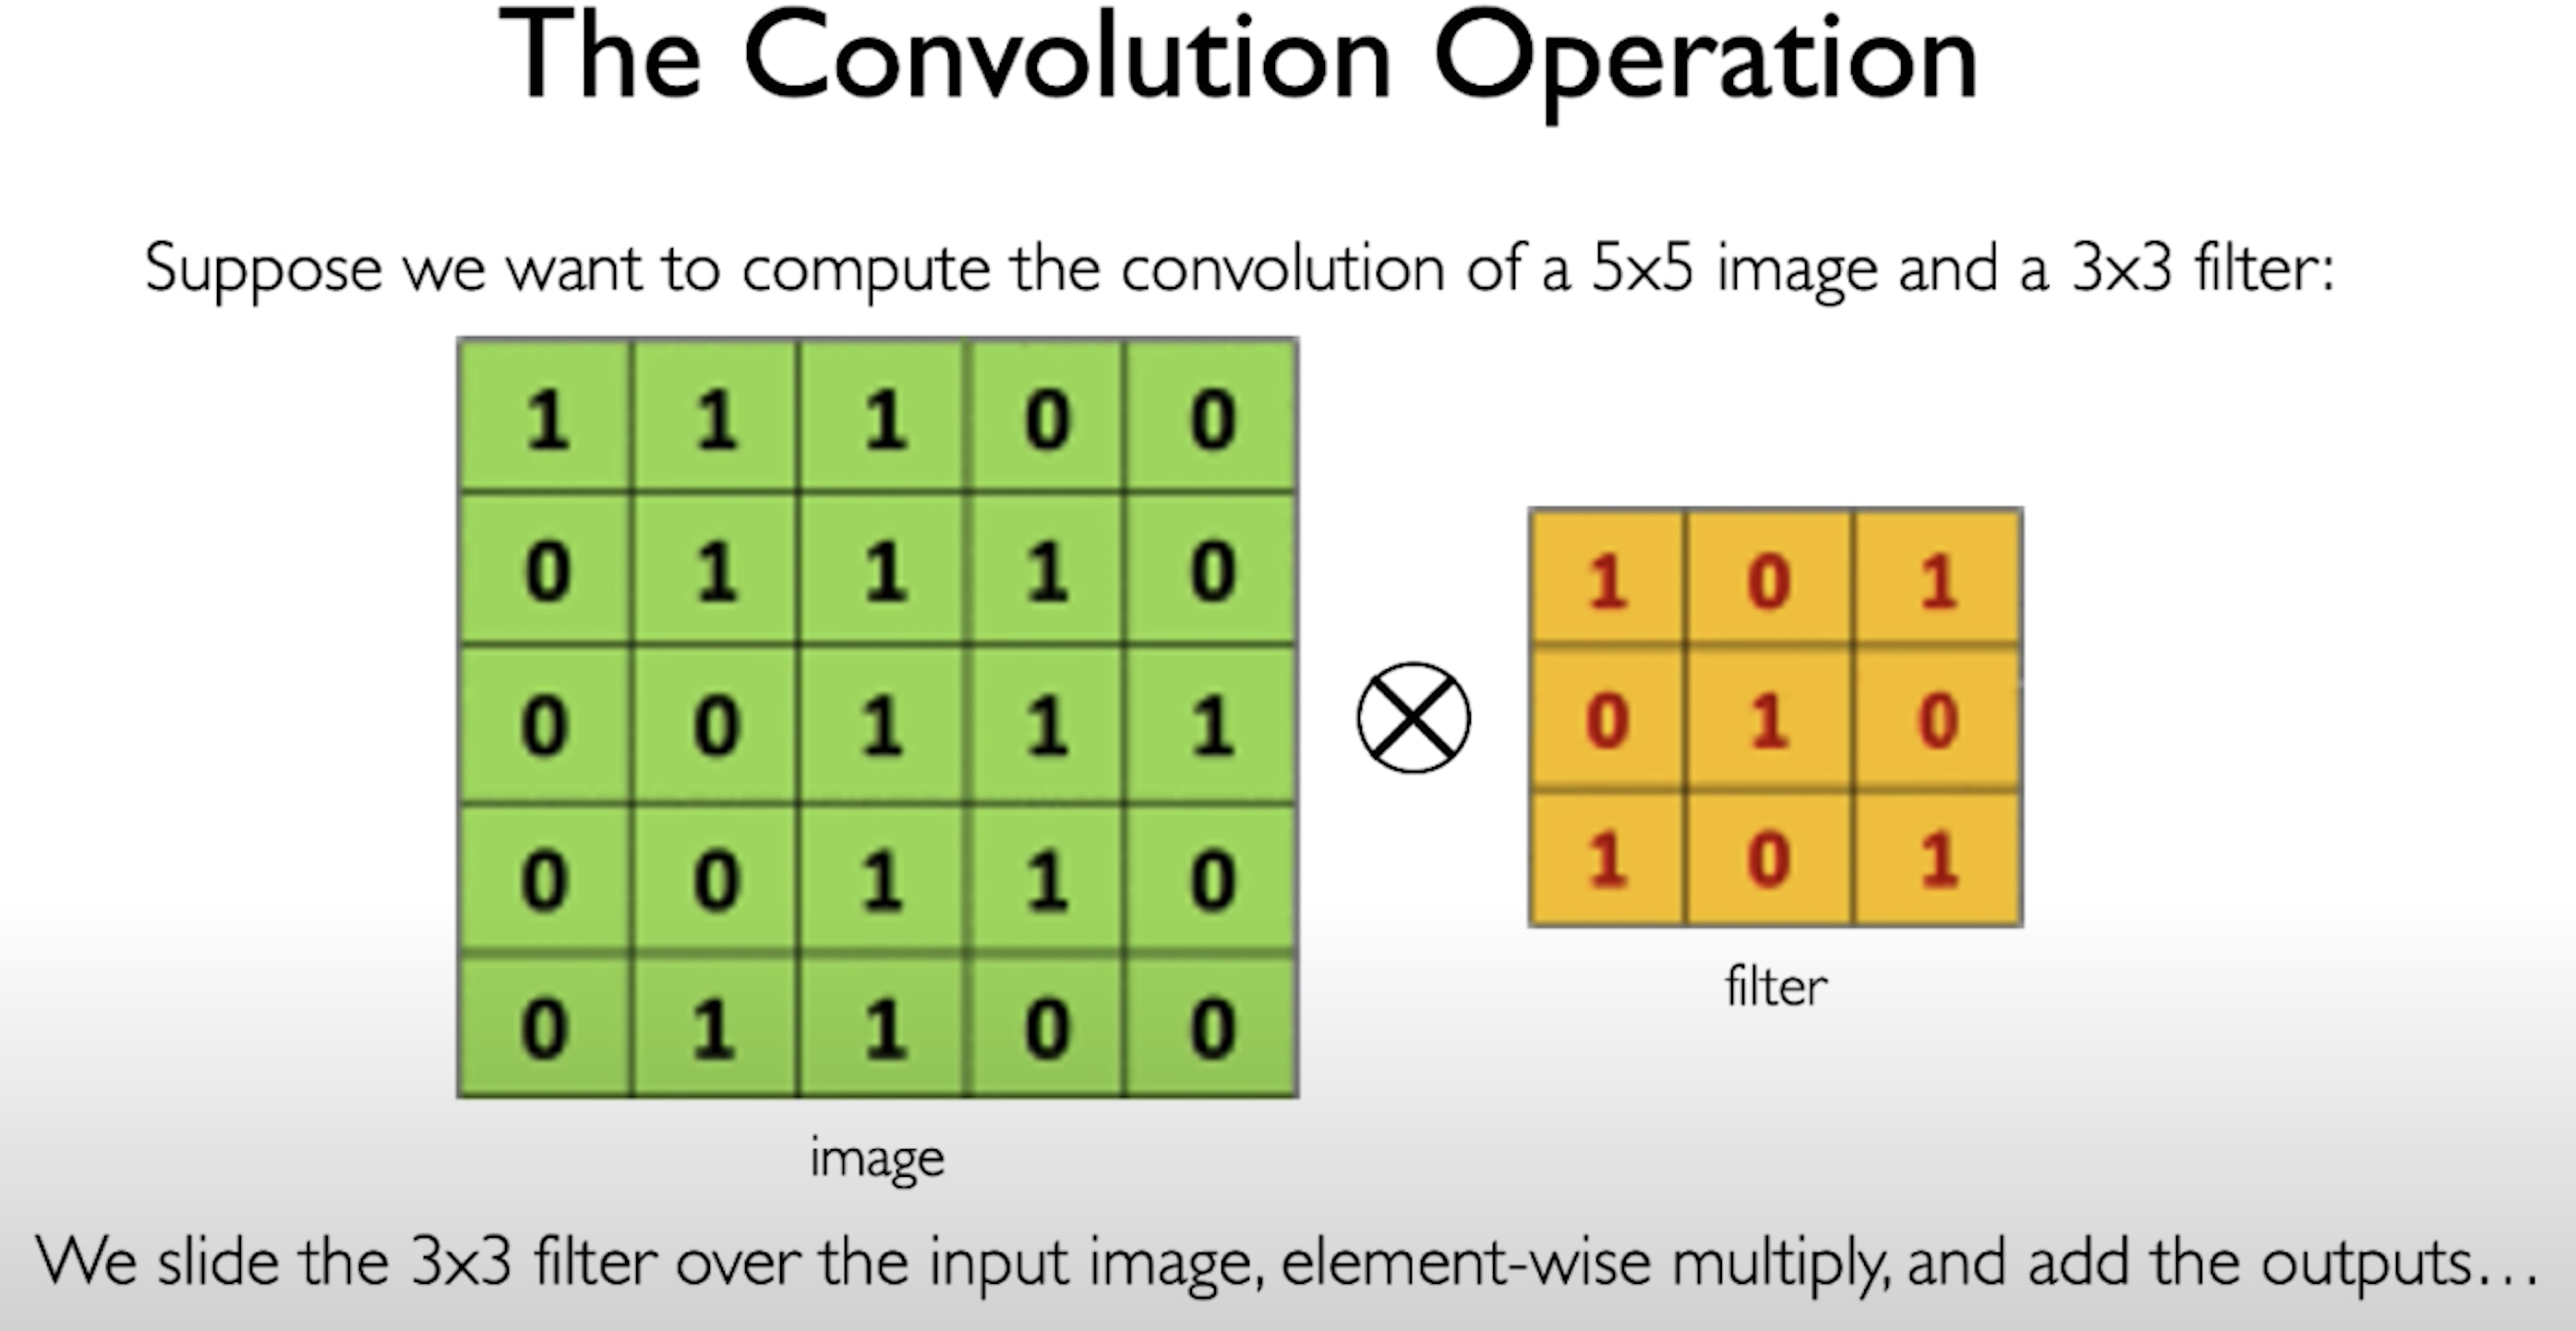 The Convolution Operation
Suppose we want to compute the convolution of a 5x5 image and a 3x3 filter:
1 1 1 0 0
0 1 1 1 0
0 0 1 1 1
0 0 1 1 0
0 1 1 0 0
image
1 0 1
0 1 0
1 0 1
filter
We slide the 3x3 filter over the input image, element-wise multiply, and add the outputs…